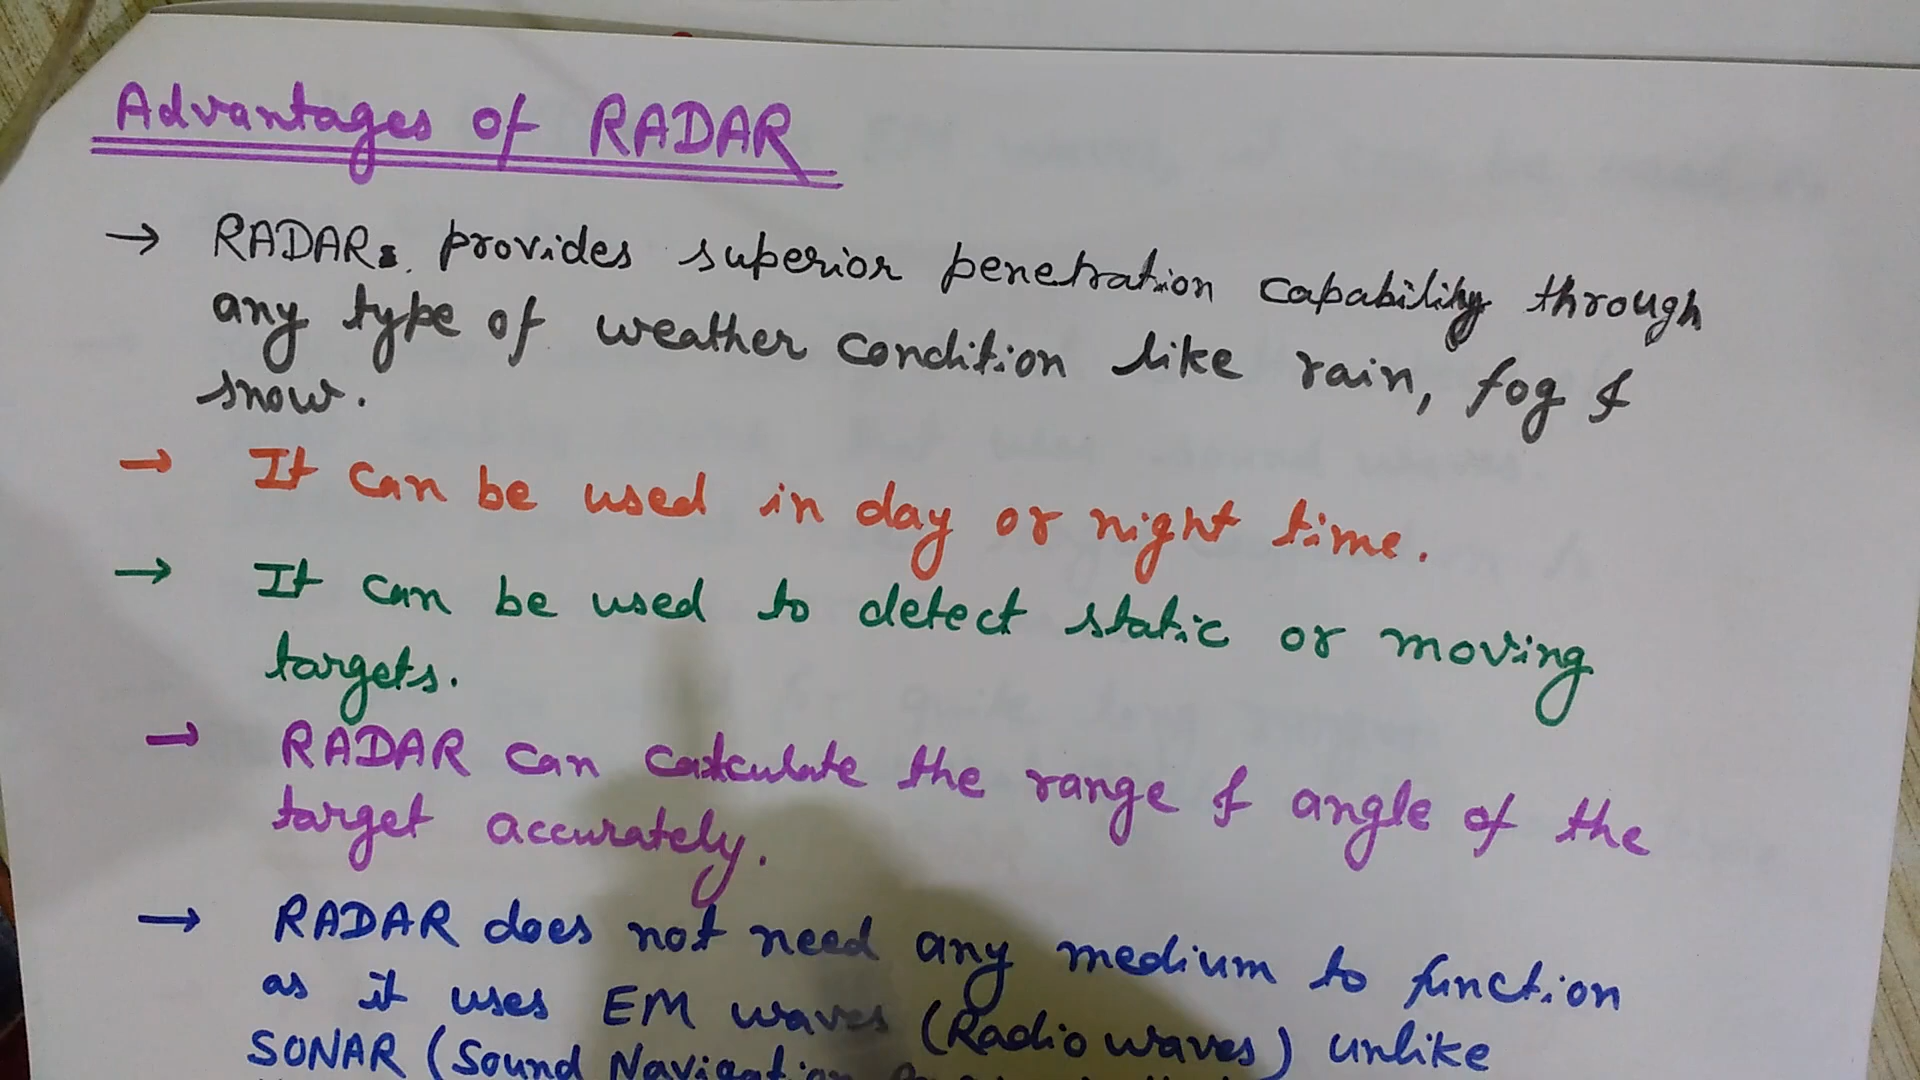 Advantages of RADAR
→ RADAR provides superior penetration capability through
any type of weather condition like rain, fog &
snow.
→ It can be used in day or night time.
→ It can be used to detect static or moving
targets.
→ RADAR can calculate the range & angle of the
target accurately.
→ RADAR does not need any medium to function
as it uses EM waves (Radio waves) unlike
SONAR (Sound Navigation